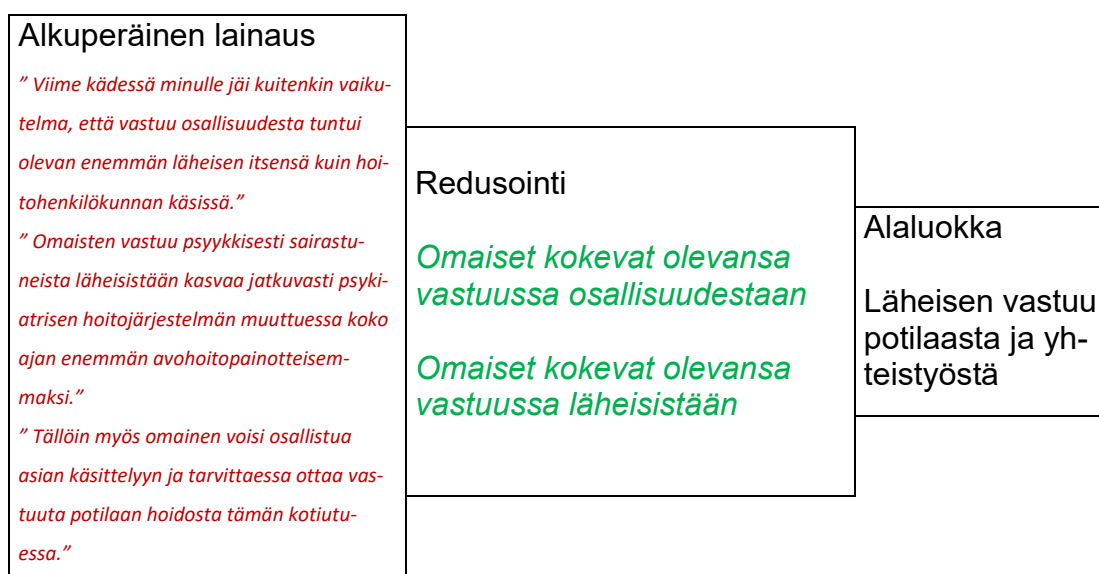 Alkuperäinen lainaus
” Viime kädessä minulle jäi kuitenkin vaiku-
telma, että vastuu osallisuudesta tuntui
olevan enemmän läheisen itsensä kuin hoi-
tohenkilökunnan käsissä.”
” Omaisten vastuu psyykkisesti sairastu-
neista läheisistään kasvaa jatkuvasti psyki-
atrisen hoitojärjestelmän muuttuessa koko
ajan enemmän avohoitopainotteisem-
maksi.”
” Tällöin myös omainen voisi osallistua
asian käsittelyyn ja tarvittaessa ottaa vas-
tuuta potilaan hoidosta tämän kotiutu-
essa.”
Redusointi
Omaiset kokevat olevansa
vastuussa osallisuudestaan
Omaiset kokevat olevansa
vastuussa läheisistään
Alaluokka
Läheisen vastuu
potilaasta ja yh-
teistyöstä